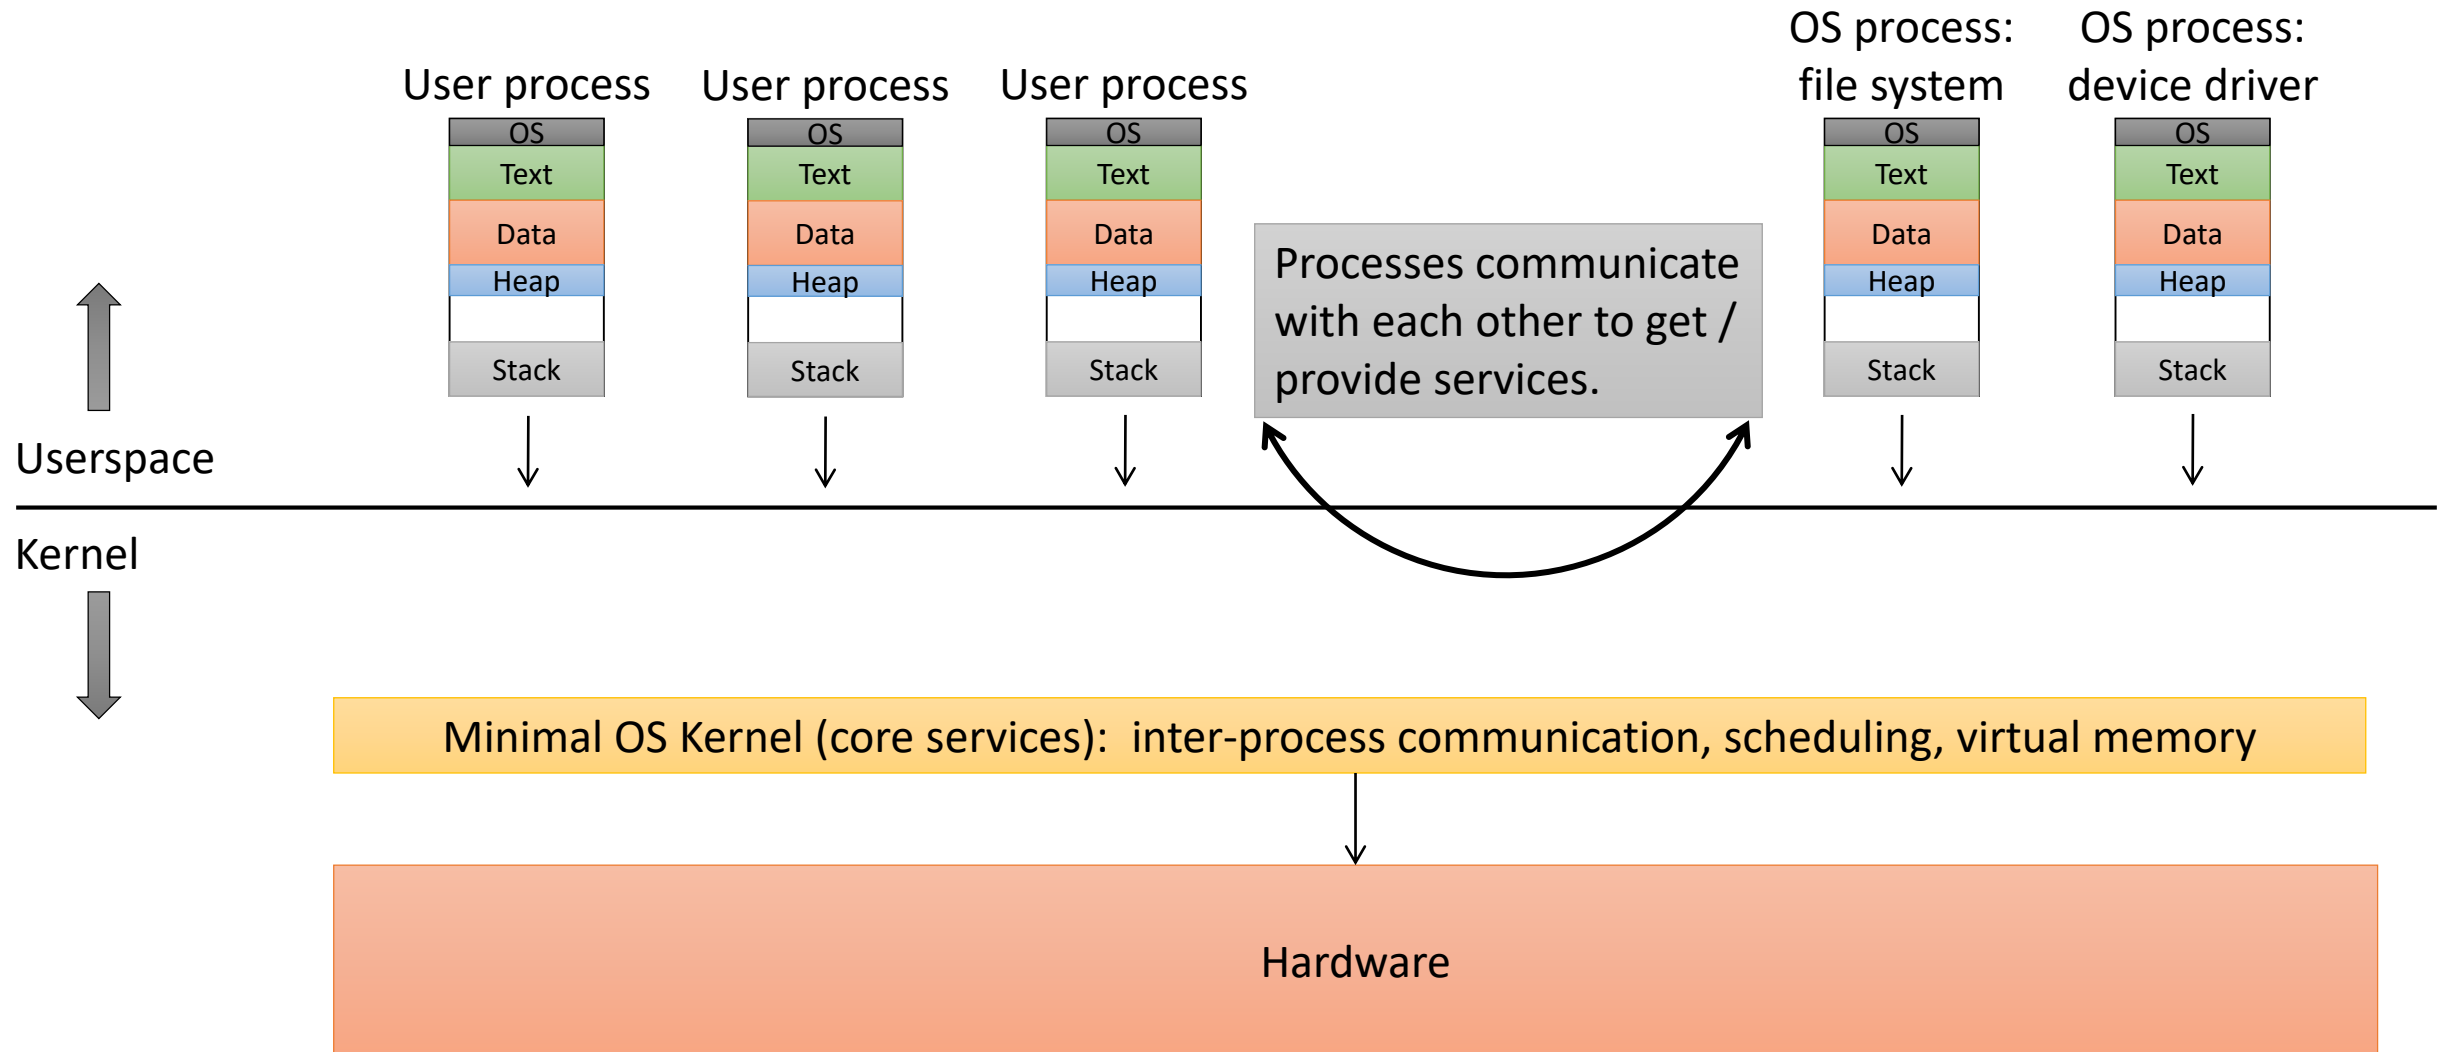 User process
OS
Text
Data
Heap
Stack
User process
OS
Text
Data
Heap
Stack
User process
OS
Text
Data
Heap
Stack
Processes communicate
with each other to get /
provide services.
OS process:
file system
OS
Text
Data
Heap
Stack
OS process:
device driver
OS
Text
Data
Heap
Stack
Userspace
Kernel
Minimal OS Kernel (core services): inter-process communication, scheduling, virtual memory
Hardware